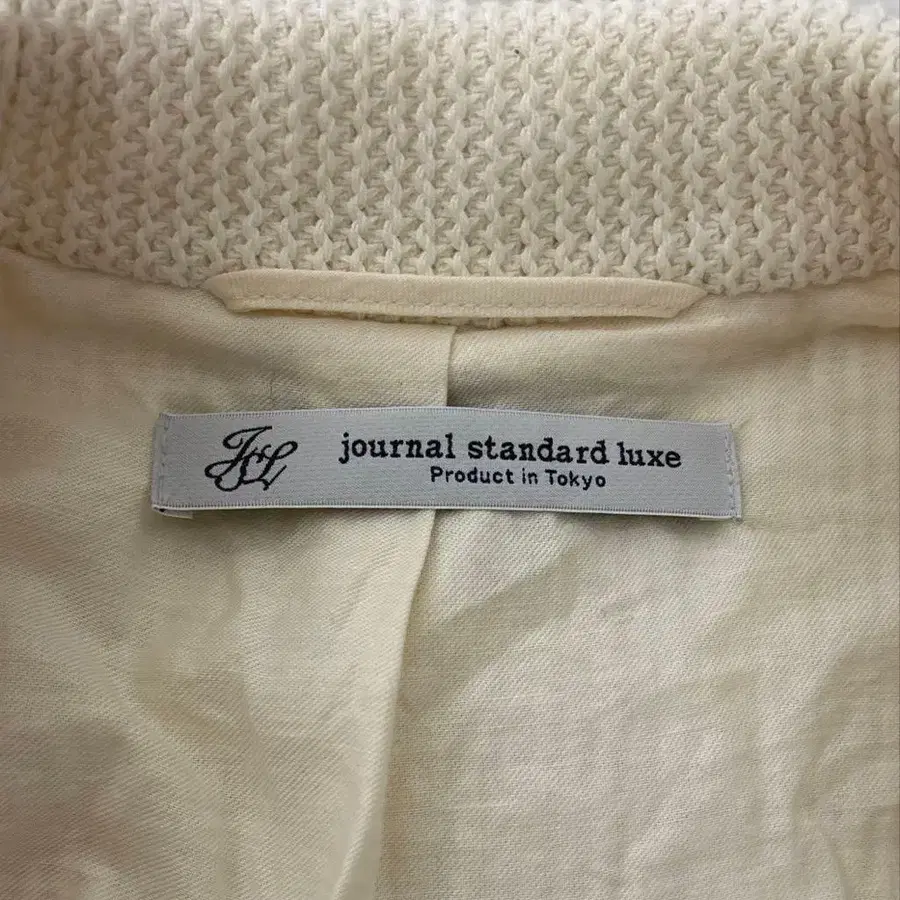 JSL journal standard luxe
Product in Tokyo